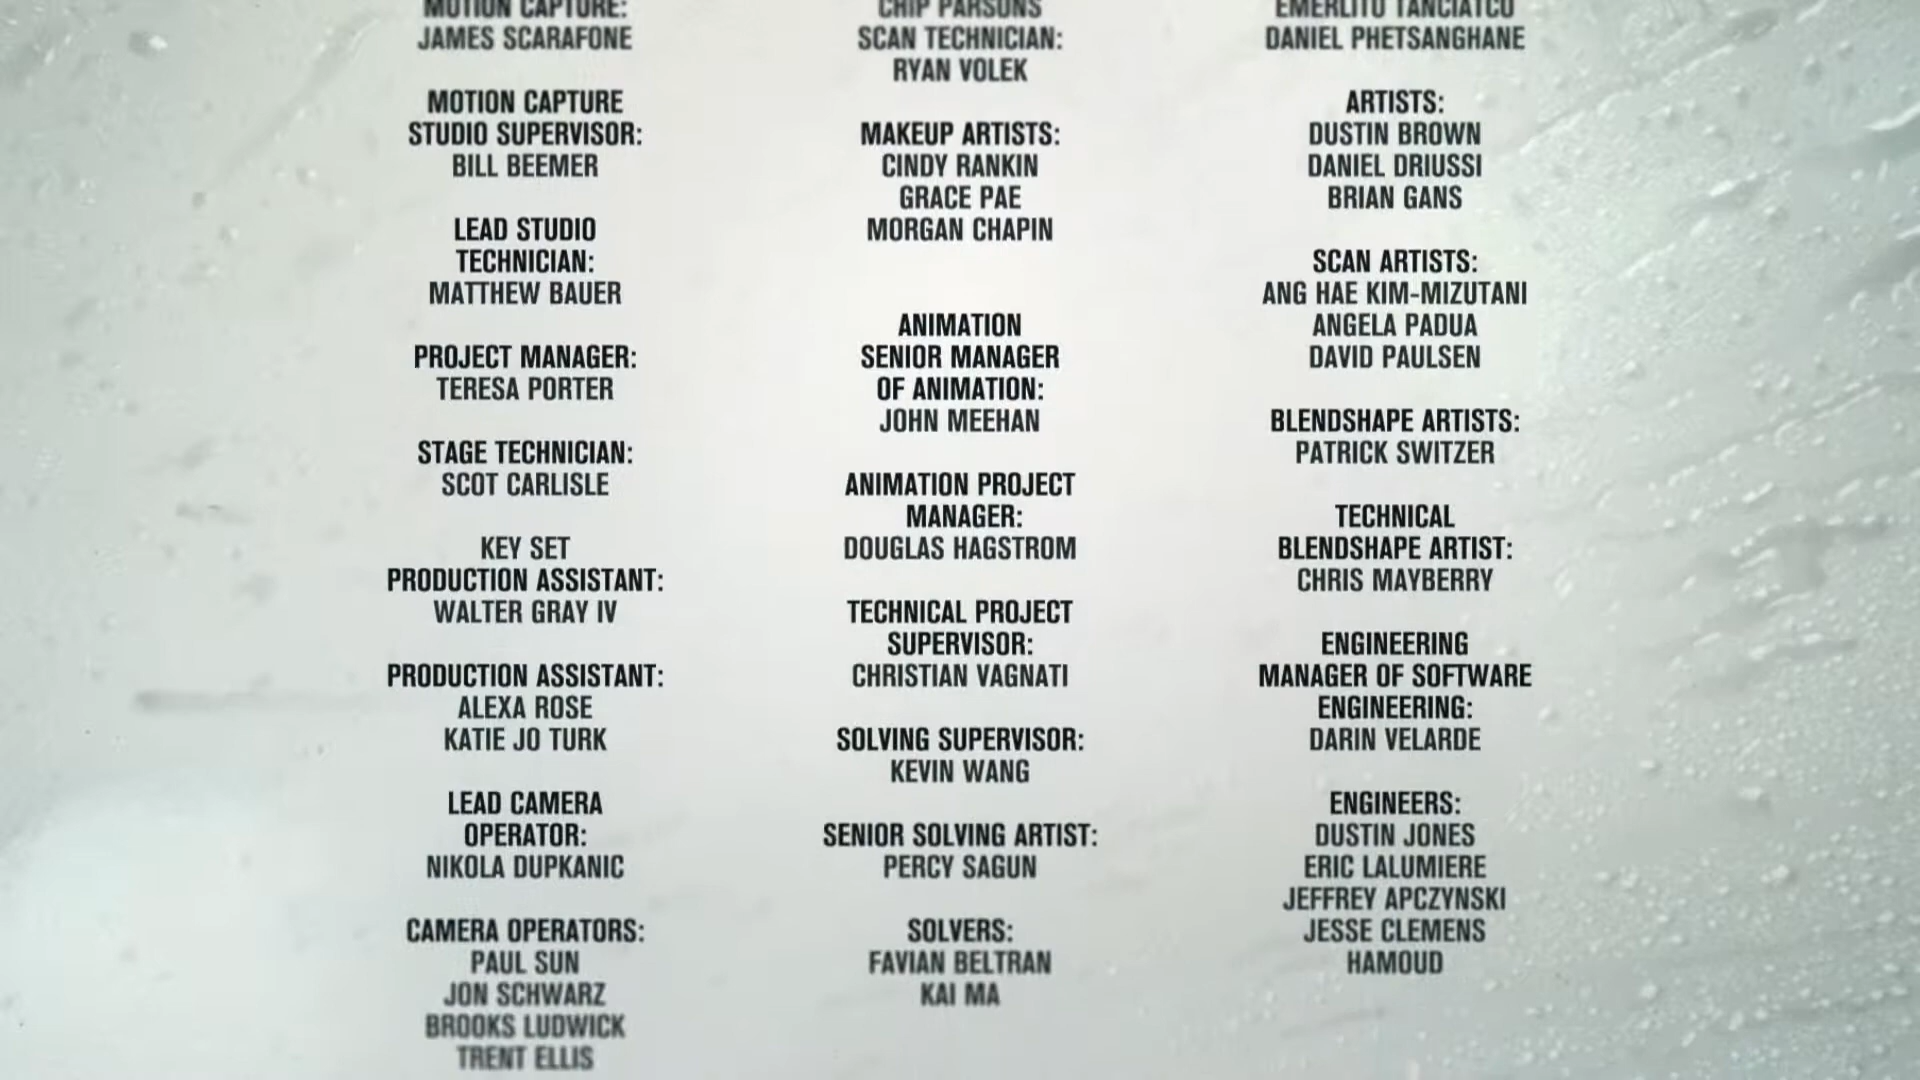 MOTION CAPTURE:
JAMES SCARAFONE
MOTION CAPTURE
STUDIO SUPERVISOR:
BILL BEEMER
LEAD STUDIO
TECHNICIAN:
MATTHEW BAUER
PROJECT MANAGER:
TERESA PORTER
STAGE TECHNICIAN:
SCOT CARLISLE
KEY SET
PRODUCTION ASSISTANT:
WALTER GRAY IV
PRODUCTION ASSISTANT:
ALEXA ROSE
KATIE JO TURK
LEAD CAMERA
OPERATOR:
NIKOLA DUPKANIC
CAMERA OPERATORS:
PAUL SUN
JON SCHWARZ
BROOKS LUDWICK
TRENT ELLIS
CHIP PARSONS
SCAN TECHNICIAN:
RYAN VOLEK
MAKEUP ARTISTS:
CINDY RANKIN
GRACE PAE
MORGAN CHAPIN
ANIMATION
SENIOR MANAGER
OF ANIMATION:
JOHN MEEHAN
ANIMATION PROJECT
MANAGER:
DOUGLAS HAGSTROM
TECHNICAL PROJECT
SUPERVISOR:
CHRISTIAN VAGNATI
SOLVING SUPERVISOR:
KEVIN WANG
SENIOR SOLVING ARTIST:
PERCY SAGUN
SOLVERS:
FAVIAN BELTRAN
KAI MA
EMERLITO TANCIATCO
DANIEL PHETSANGHANE
ARTISTS:
DUSTIN BROWN
DANIEL DRIUSSI
BRIAN GANS
SCAN ARTISTS:
ANG HAE KIM-MIZUTANI
ANGELA PADUA
DAVID PAULSEN
BLENDSHAPE ARTISTS:
PATRICK SWITZER
TECHNICAL
BLENDSHAPE ARTIST:
CHRIS MAYBERRY
ENGINEERING
MANAGER OF SOFTWARE
ENGINEERING:
DARIN VELARDE
ENGINEERS:
DUSTIN JONES
ERIC LALUMIERE
JEFFREY APCZYNSKI
JESSE CLEMENS
HAMOUD